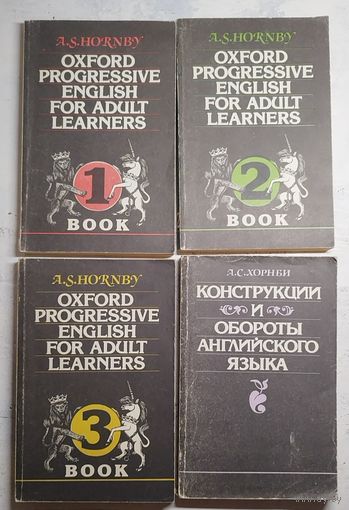 A.S.HORNBY
OXFORD
PROGRESSIVE
ENGLISH
FOR ADULT
LEARNERS
1
BOOK
A.S.HORNBY
OXFORD
PROGRESSIVE
ENGLISH
FOR ADULT
LEARNERS
2
BOOK
A.S.HORNBY
OXFORD
PROGRESSIVE
ENGLISH
FOR ADULT
LEARNERS
3
BOOK
А.С.ХОРНБИ
КОНСТРУКЦИИ
И
ОБОРОТЫ
АНГЛИЙСКОГО
ЯЗЫКА